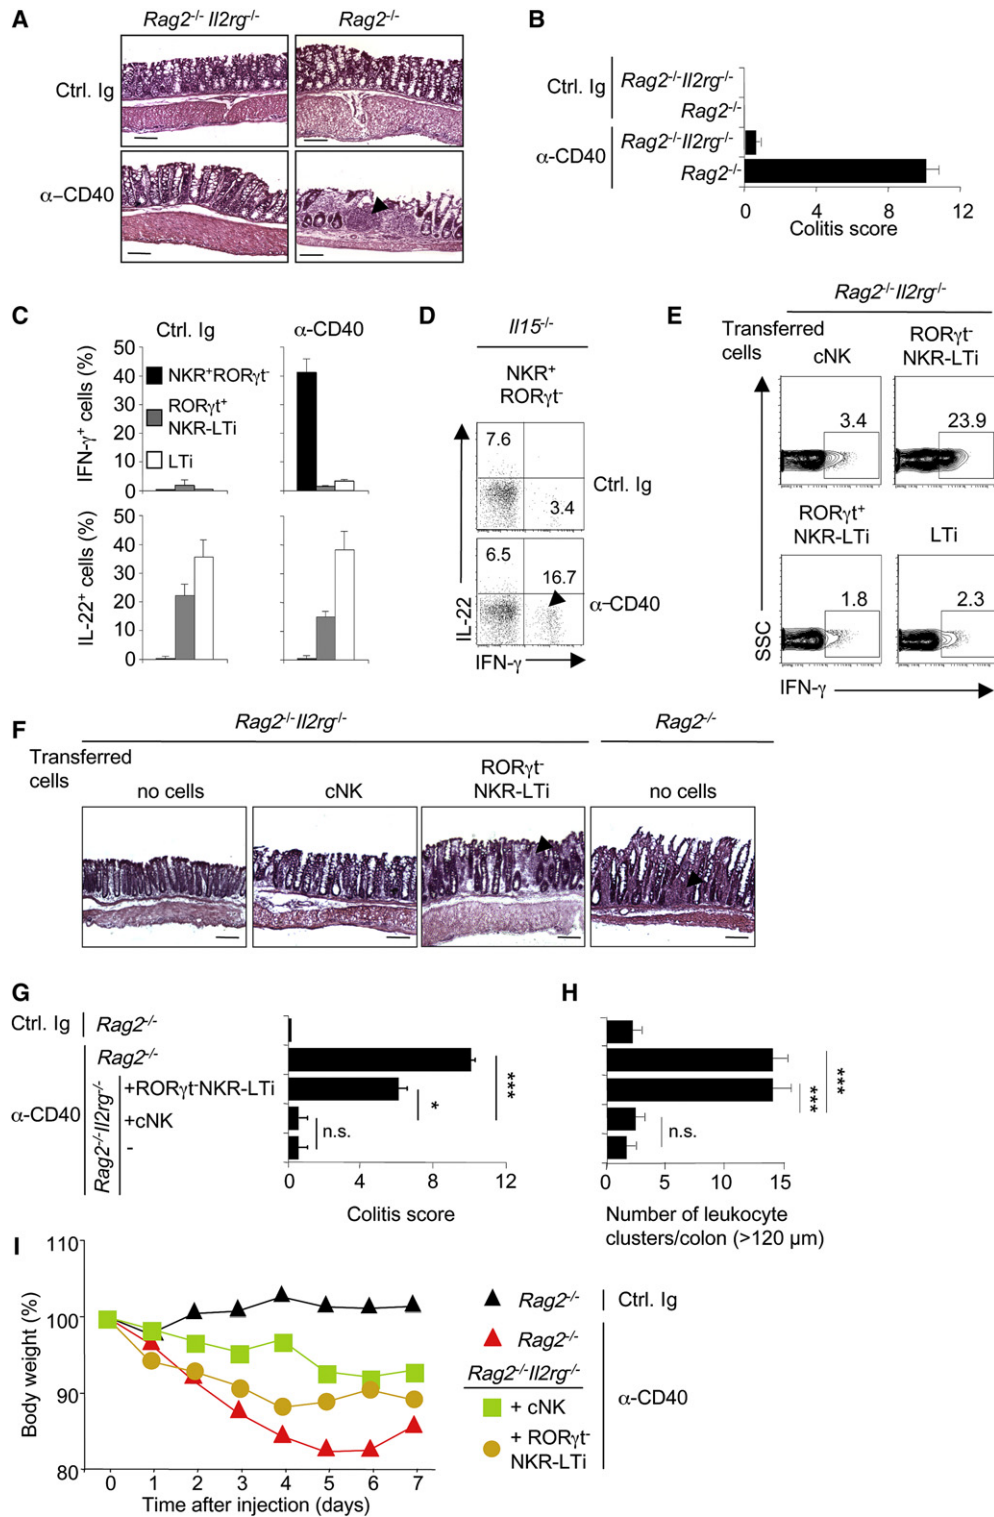 A
Rag2⁻/⁻ Il2rg⁻/⁻
Rag2⁻/⁻
Ctrl. Ig
α–CD40
B
Ctrl. Ig
Rag2⁻/⁻Il2rg⁻/⁻
Rag2⁻/⁻
α-CD40
Rag2⁻/⁻Il2rg⁻/⁻
Rag2⁻/⁻
0 4 8 12
Colitis score
C
Ctrl. Ig
α-CD40
IFN-γ⁺ cells (%)
50
40
30
20
10
0
NKR⁺RORγt⁻
RORγt⁺
NKR-LTi
LTi
IL-22⁺ cells (%)
40
30
20
10
0
D
Il15⁻/⁻
NKR⁺
RORγt⁻
7.6
3.4
Ctrl. Ig
6.5
16.7
α–CD40
IL-22
IFN-γ
E
Rag2⁻/⁻Il2rg⁻/⁻
Transferred
cells
cNK
RORγt⁻
NKR-LTi
3.4
23.9
RORγt⁺
NKR-LTi
LTi
1.8
2.3
SSC
IFN-γ
F
Rag2⁻/⁻Il2rg⁻/⁻
Rag2⁻/⁻
Transferred
cells
no cells
cNK
RORγt⁻
NKR-LTi
no cells
G
Ctrl. Ig
Rag2⁻/⁻
α-CD40
Rag2⁻/⁻
Rag2⁻/⁻Il2rg⁻/⁻
+RORγt⁻NKR-LTi
+cNK
-
n.s.
*
***
0 4 8 12
Colitis score
H
n.s.
***
***
0 5 10 15
Number of leukocyte
clusters/colon (>120 µm)
I
110
100
90
80
Body weight (%)
0 1 2 3 4 5 6 7
Time after injection (days)
Rag2⁻/⁻
Ctrl. Ig
Rag2⁻/⁻
Rag2⁻/⁻Il2rg⁻/⁻
+ cNK
+ RORγt⁻
NKR-LTi
α-CD40